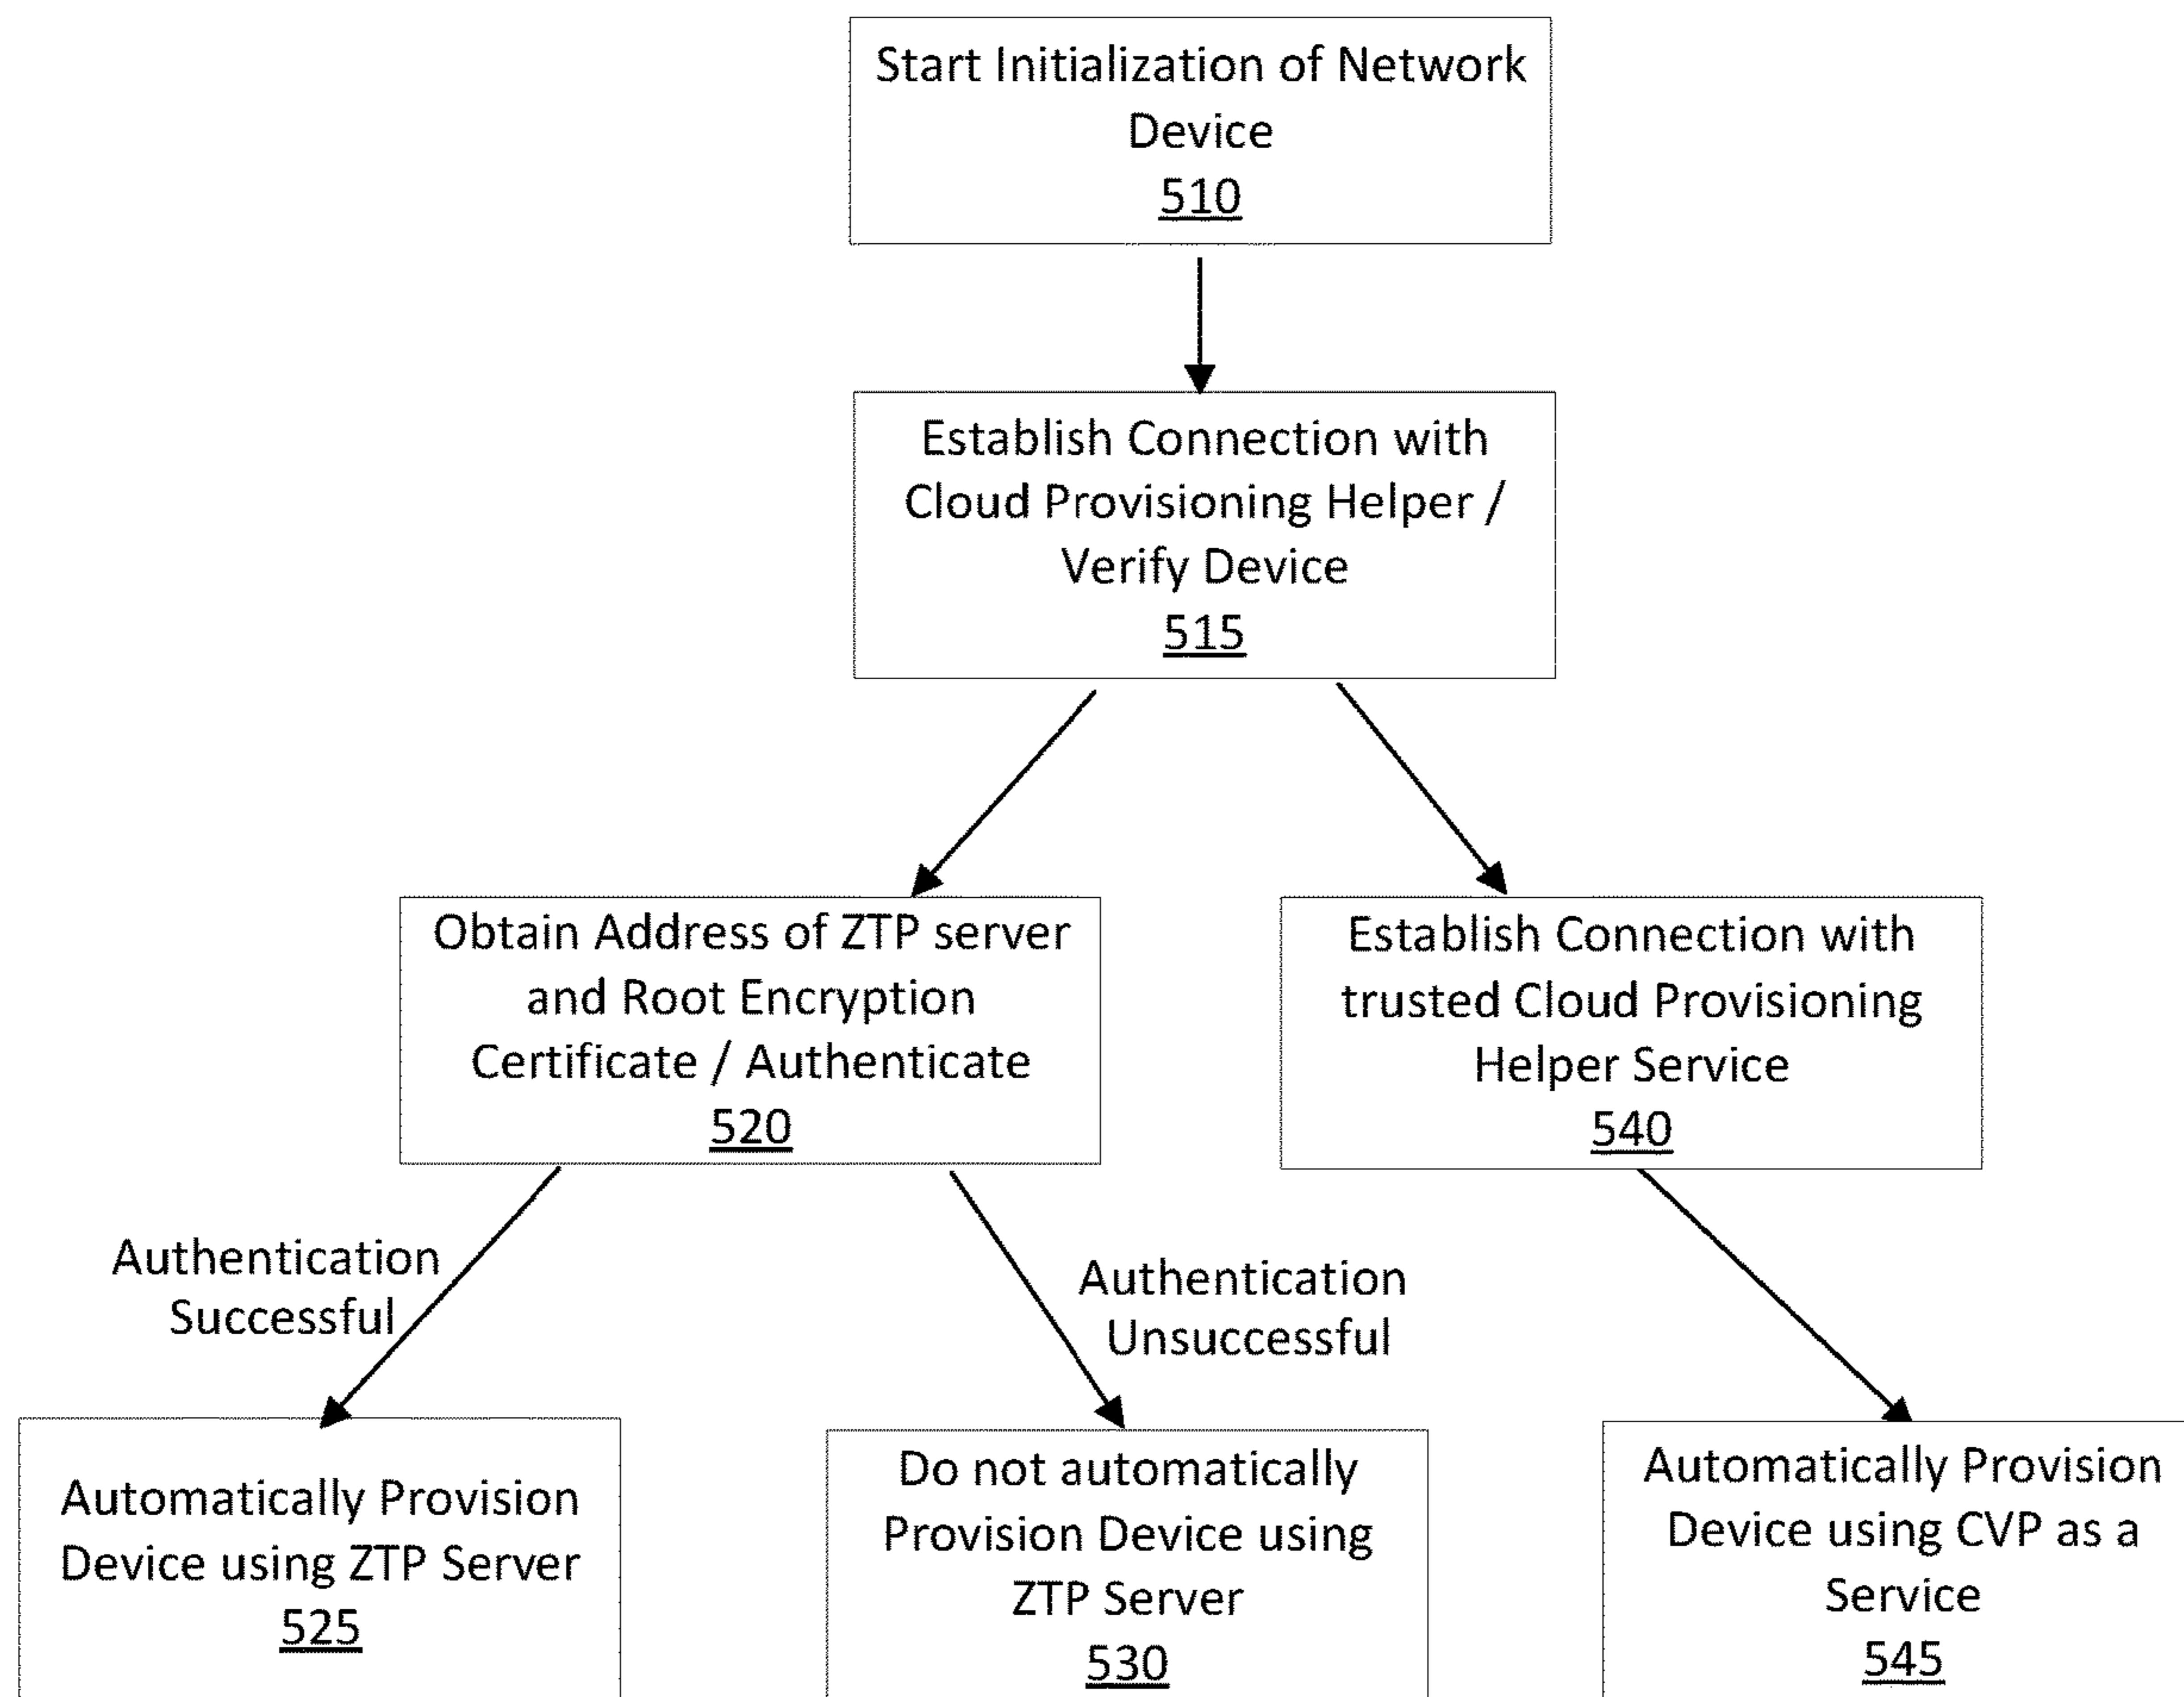 Start Initialization of Network
Device
510
Establish Connection with
Cloud Provisioning Helper /
Verify Device
515
Obtain Address of ZTP server
and Root Encryption
Certificate / Authenticate
520
Establish Connection with
trusted Cloud Provisioning
Helper Service
540
Authentication
Successful
Authentication
Unsuccessful
Automatically Provision
Device using ZTP Server
525
Do not automatically
Provision Device using
ZTP Server
530
Automatically Provision
Device using CVP as a
Service
545